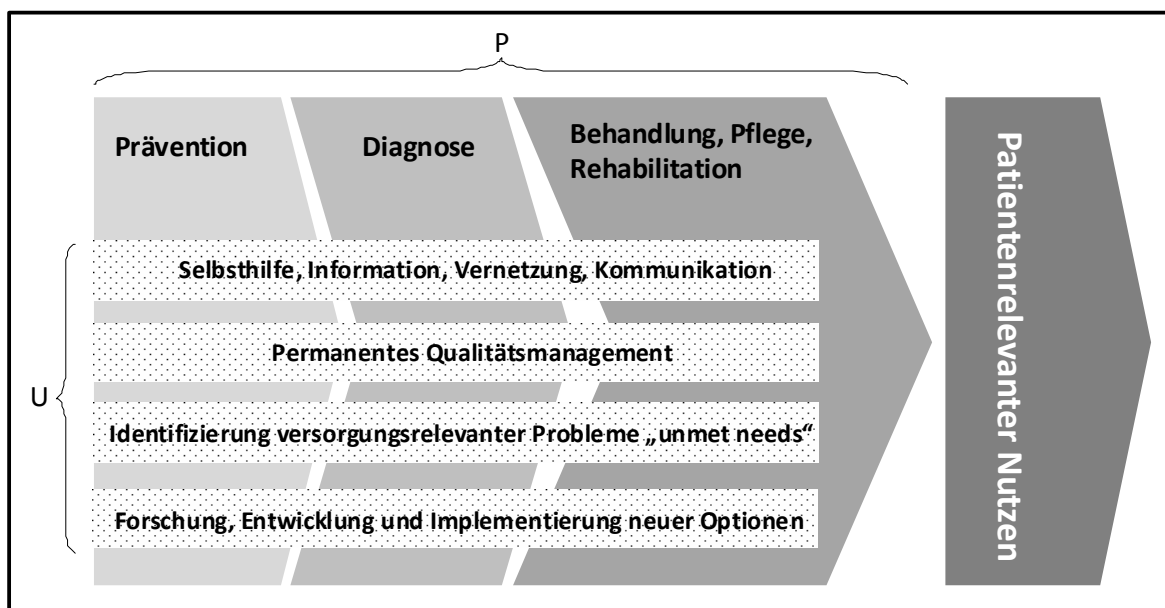 P
Prävention
Diagnose
Behandlung, Pflege,
Rehabilitation
U
Selbsthilfe, Information, Vernetzung, Kommunikation
Permanentes Qualitätsmanagement
Identifizierung versorgungsrelevanter Probleme „unmet needs“
Forschung, Entwicklung und Implementierung neuer Optionen
Patientenrelevanter Nutzen